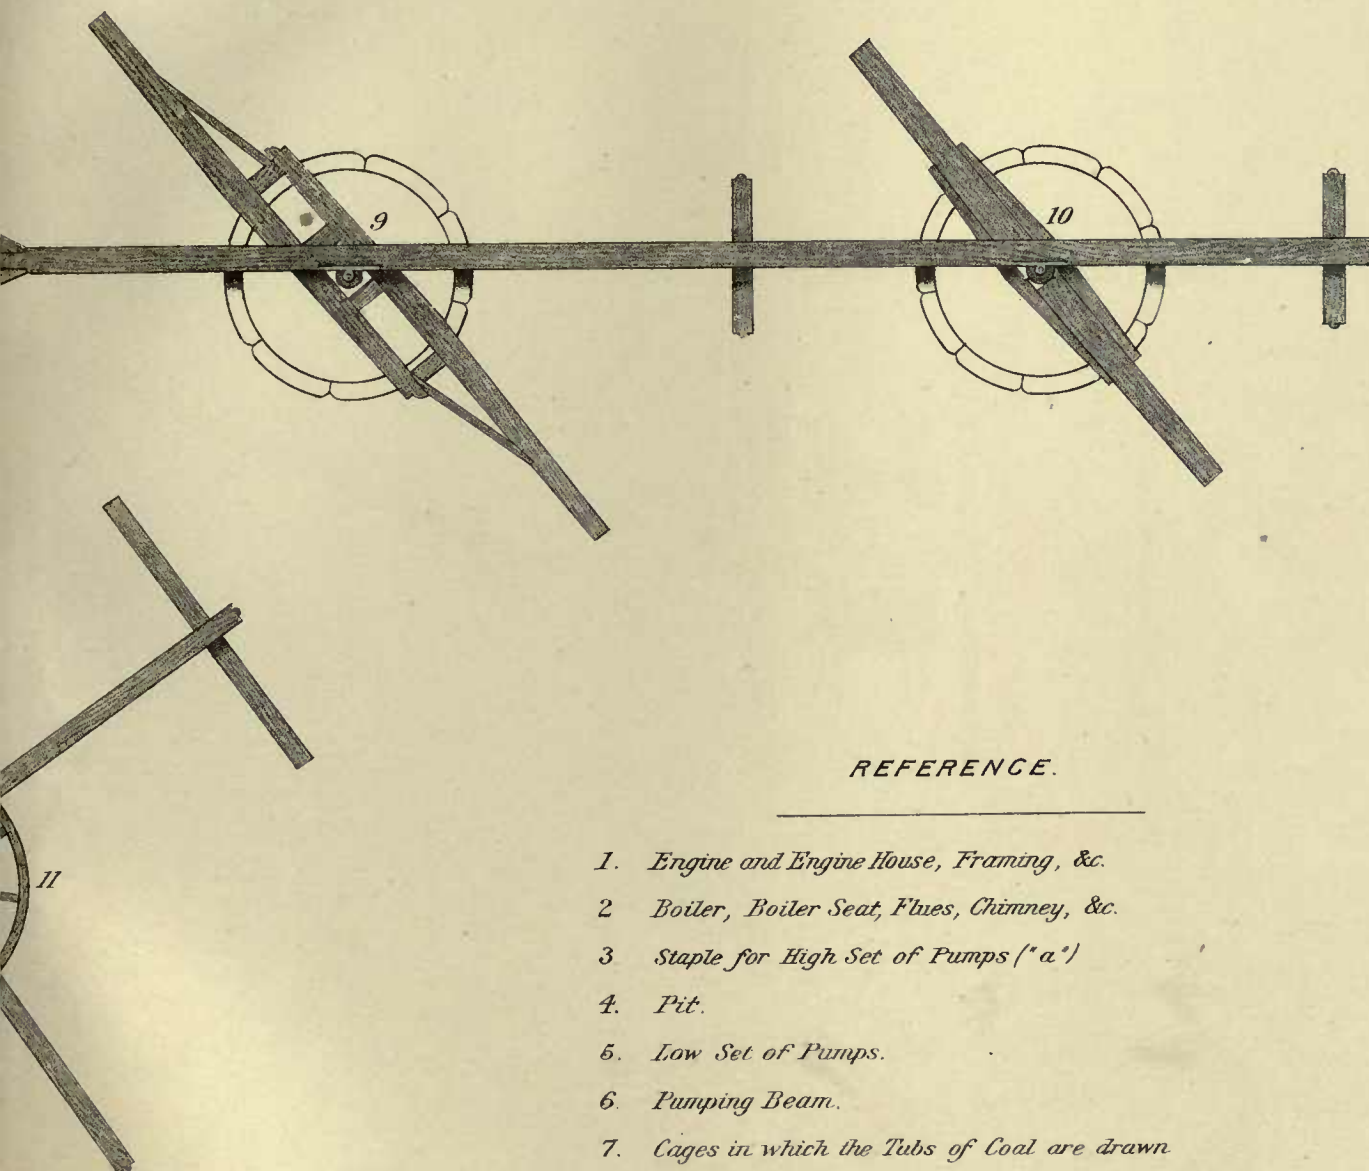 9
10
11
REFERENCE.
1. Engine and Engine House, Framing, &c.
2 Boiler, Boiler Seat, Flues, Chimney, &c.
3 Staple for High Set of Pumps ("a")
4. Pit.
5. Low Set of Pumps.
6. Pumping Beam.
7. Cages in which the Tubs of Coal are drawn